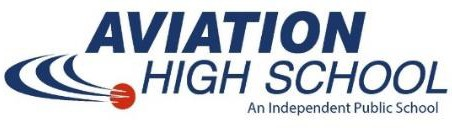 AVIATION
HIGH SCHOOL
An Independent Public School